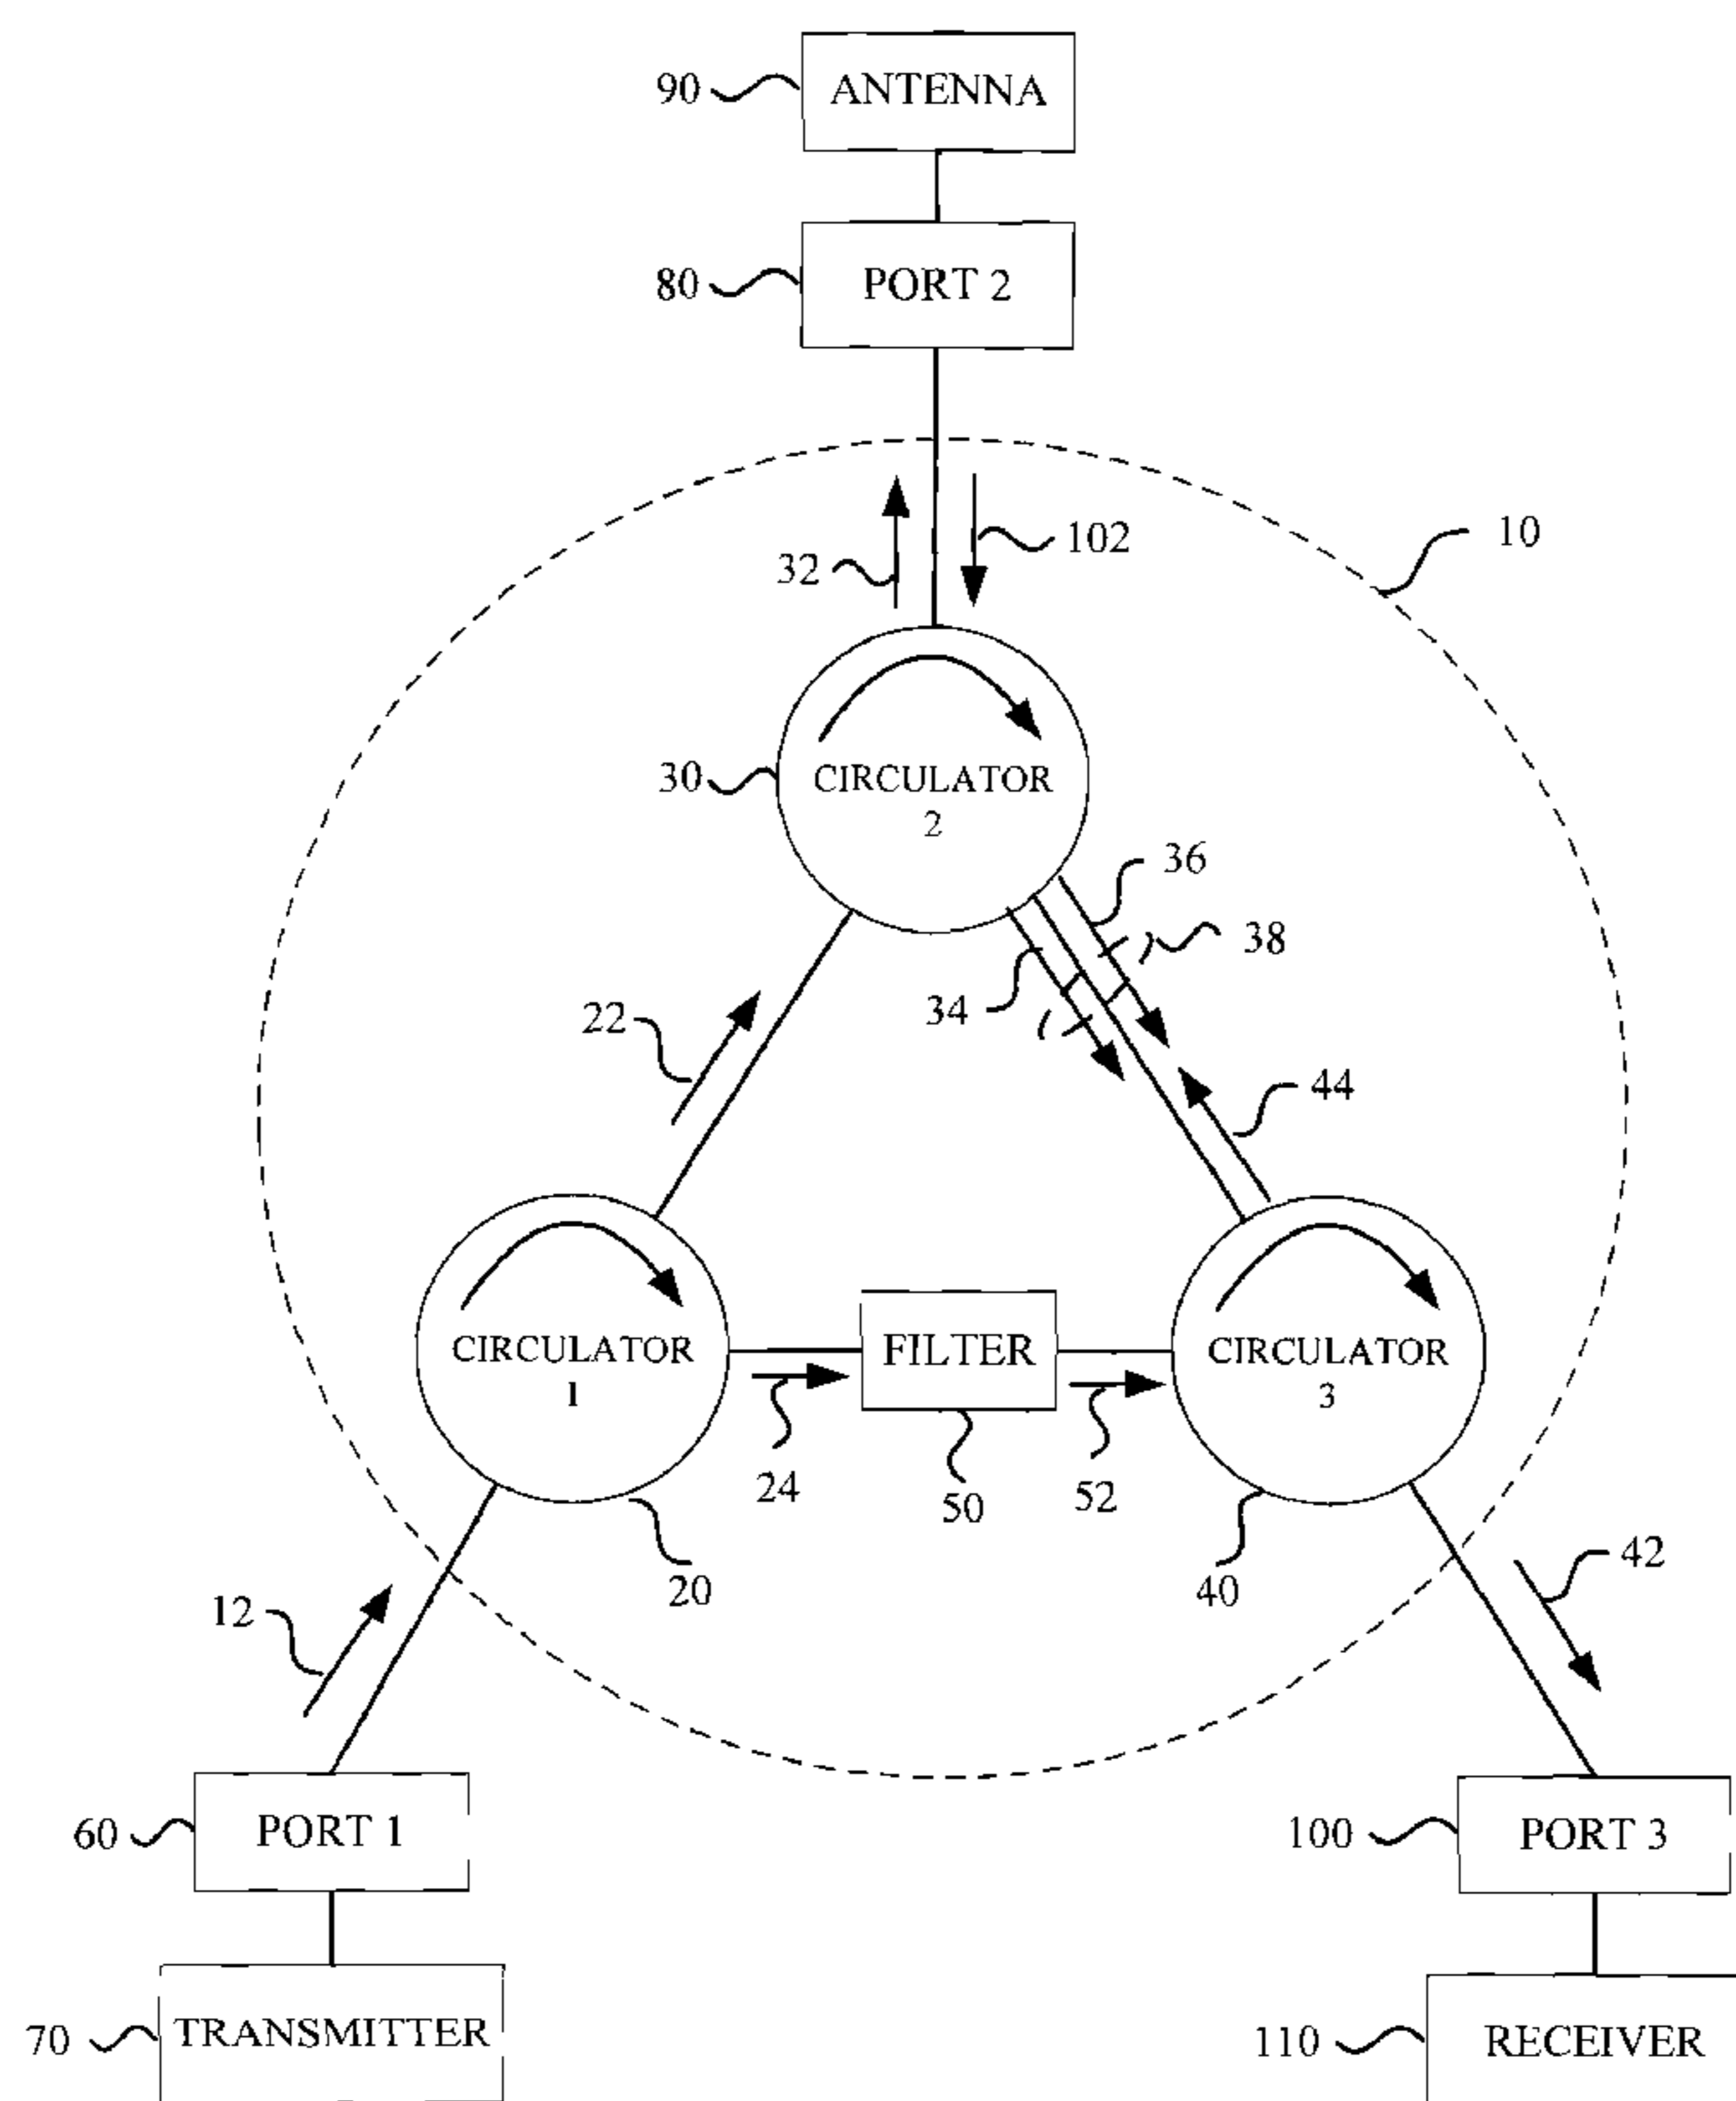 90 ANTENNA
80 PORT 2
10
102
32
30 CIRCULATOR
2
36
38
34
22
44
CIRCULATOR
1
FILTER
CIRCULATOR
3
24
50
52
20
40
42
12
60 PORT 1
100 PORT 3
70 TRANSMITTER
110 RECEIVER